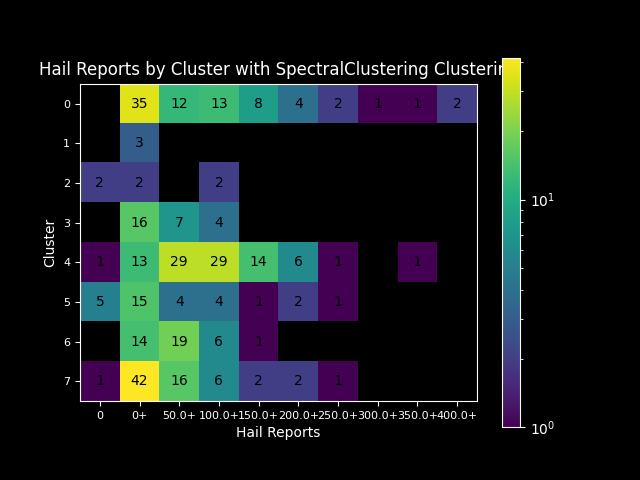 Hail Reports by Cluster with SpectralClustering Clusterin
0 35 12 13 8 4 2 1 1 2
1 3
2 2 2 2
3 16 7 4
4 1 13 29 29 14 6 1 1
5 5 15 4 4 1 2 1
6 14 19 6 1
7 1 42 16 6 2 2 1
0 0+ 50.0+ 100.0+ 150.0+ 200.0+ 250.0+ 300.0+ 350.0+ 400.0+
Hail Reports
Cluster
10^1
10^0